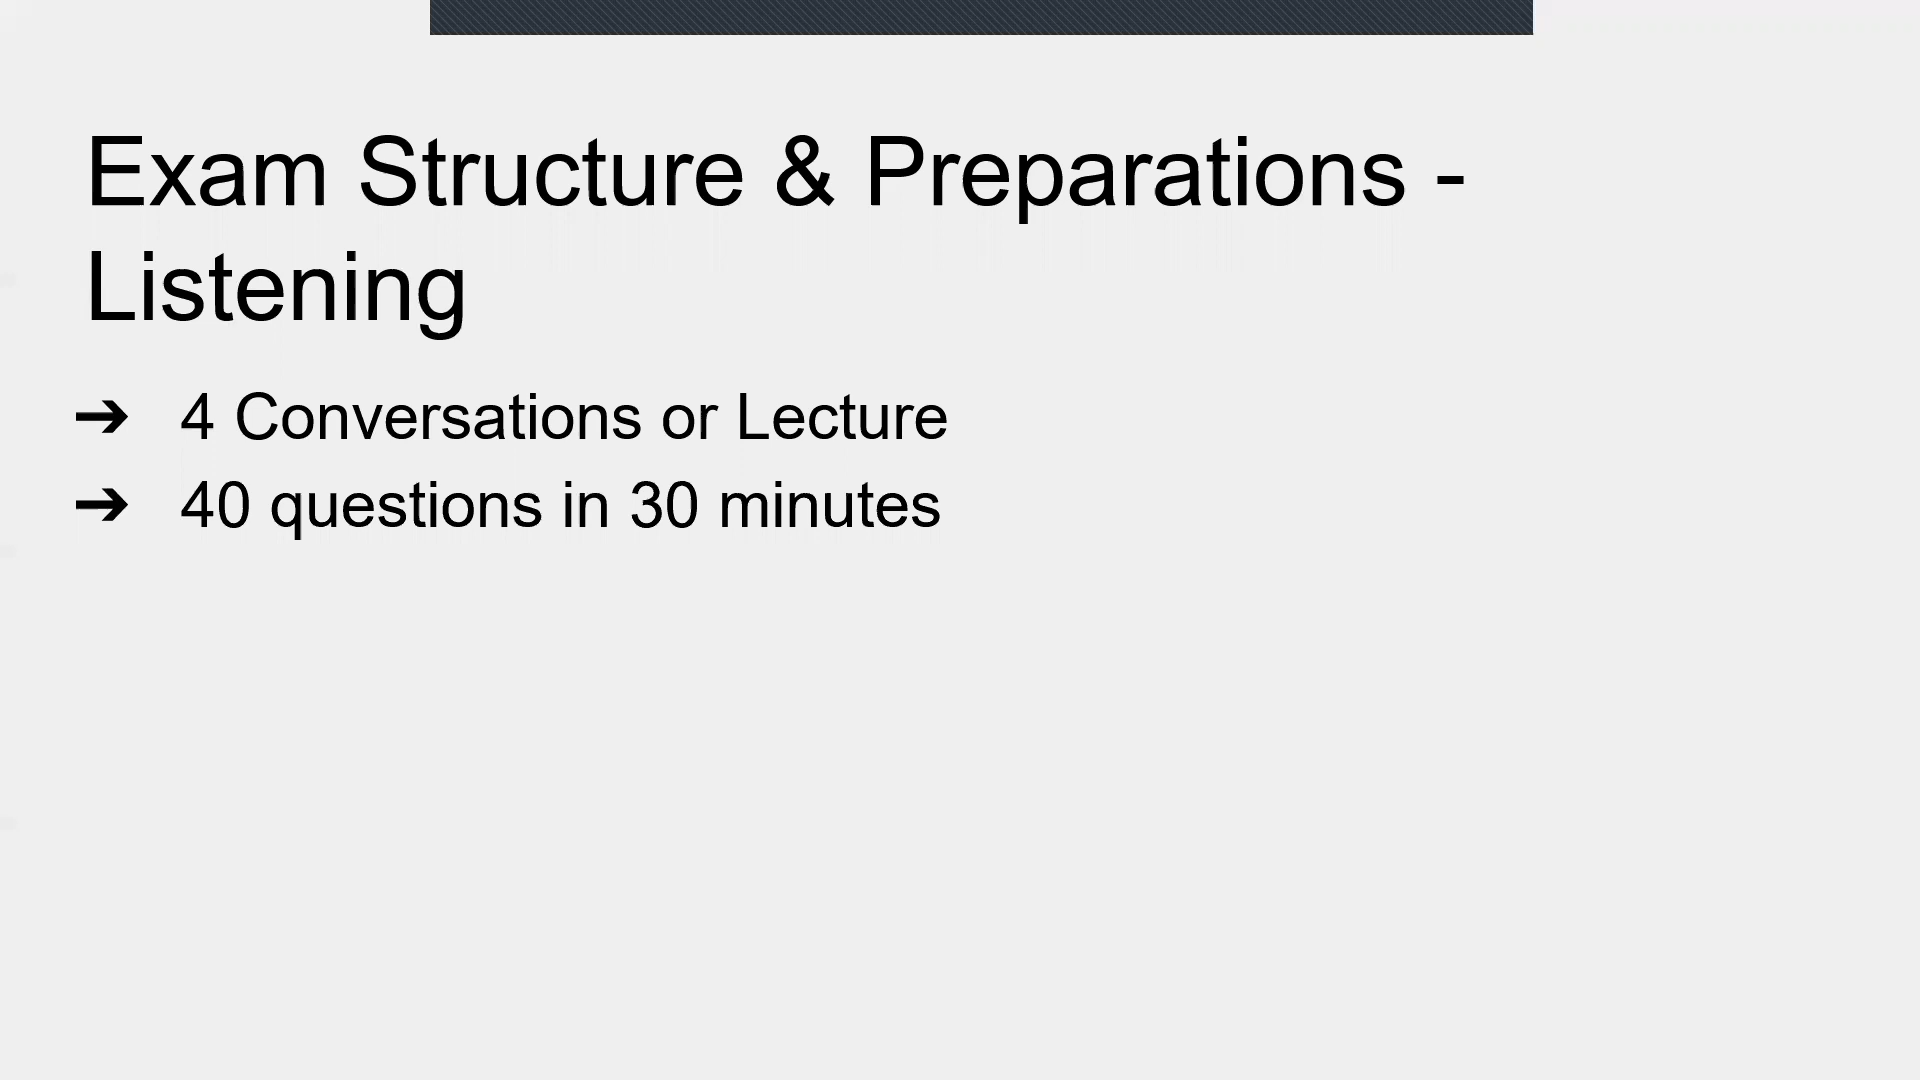 Exam Structure & Preparations -
Listening
➔ 4 Conversations or Lecture
➔ 40 questions in 30 minutes